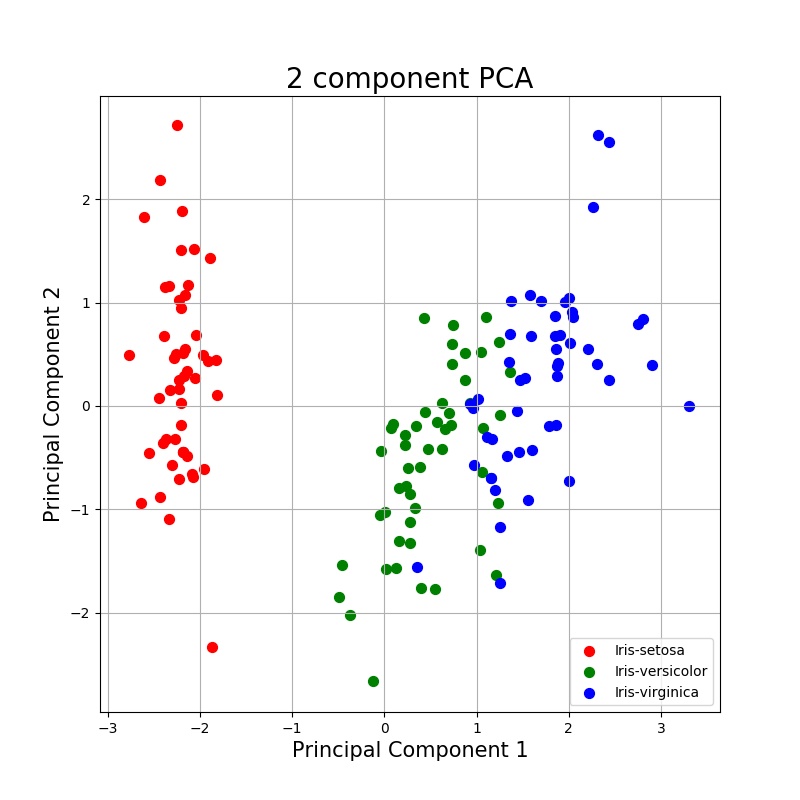 2 component PCA
Principal Component 2
2
1
0
−1
−2
Iris-setosa
Iris-versicolor
Iris-virginica
−3 −2 −1 0 1 2 3
Principal Component 1